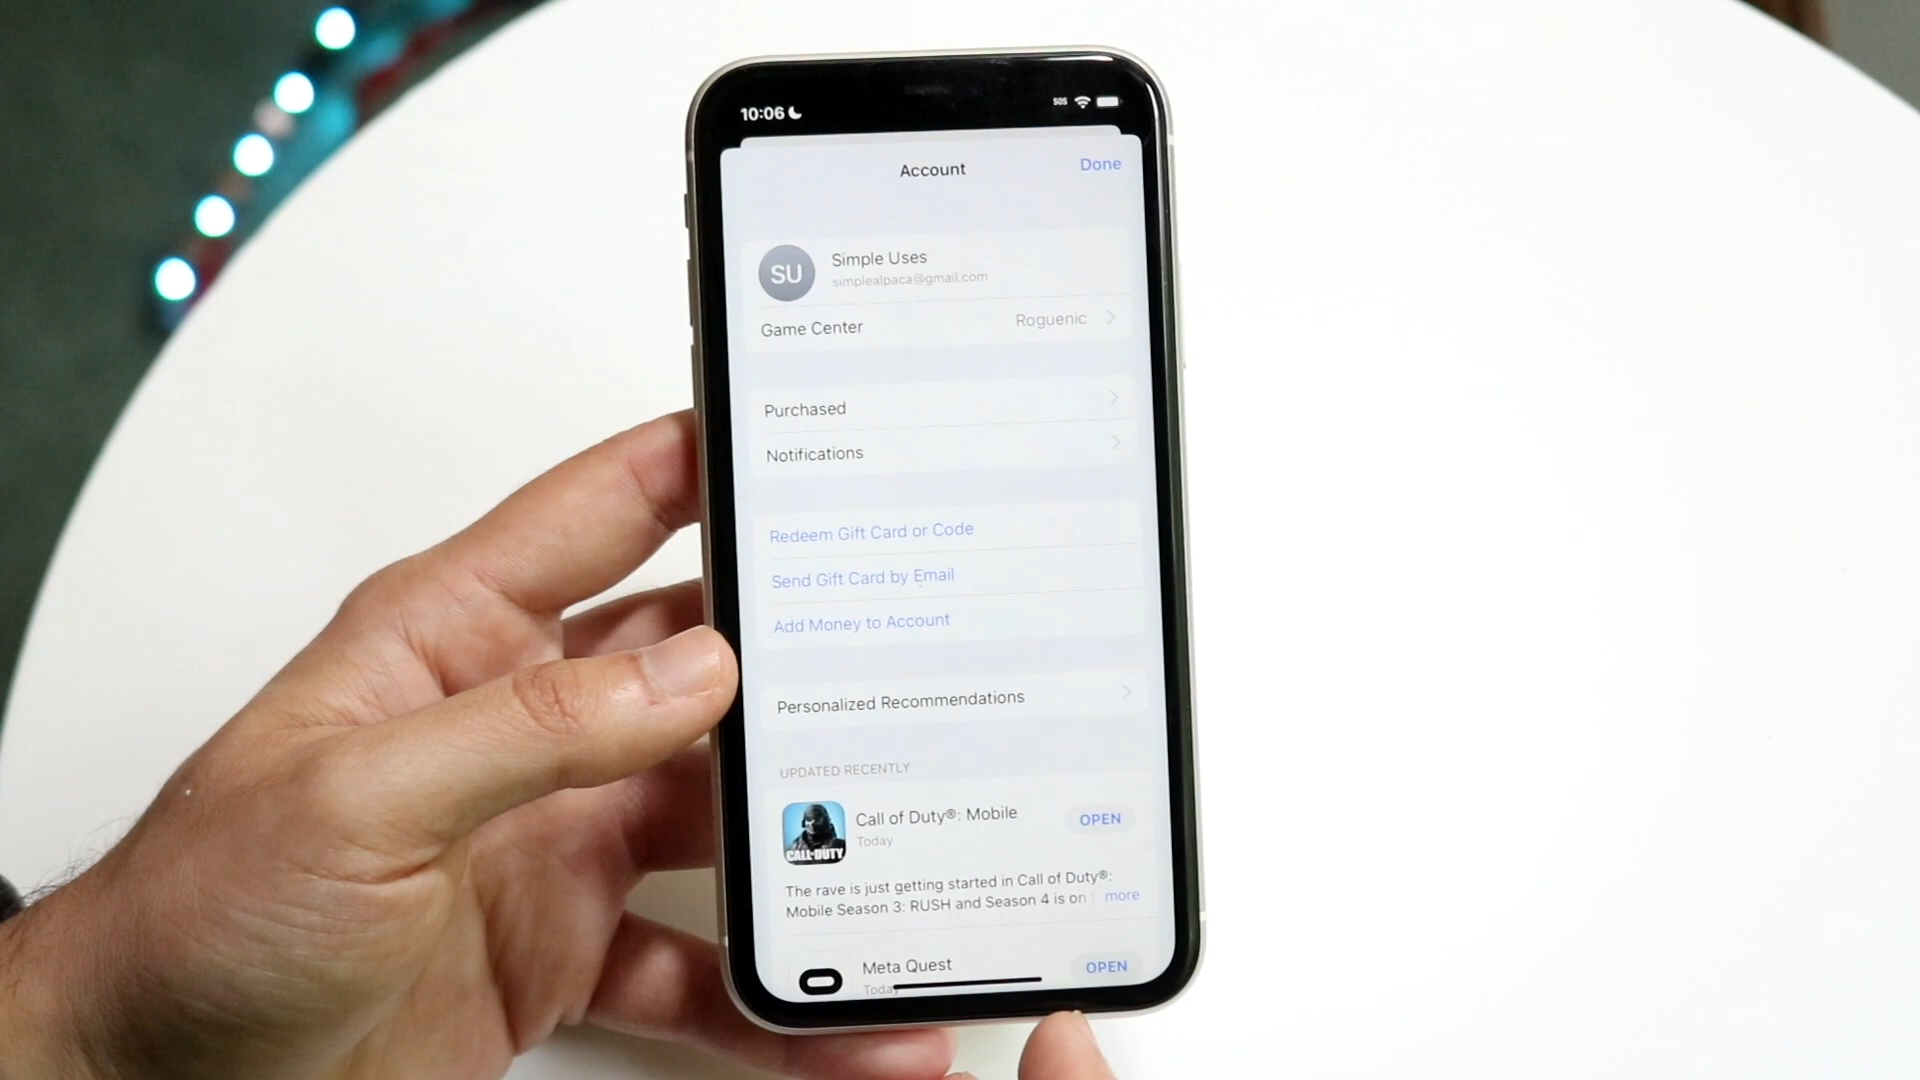 10:06
SOS
Account
Done
SU
Simple Uses
simplealpaca@gmail.com
Game Center
Roguenic
Purchased
Notifications
Redeem Gift Card or Code
Send Gift Card by Email
Add Money to Account
Personalized Recommendations
UPDATED RECENTLY
CALL OF DUTY
Call of Duty®: Mobile
OPEN
Today
The rave is just getting started in Call of Duty®:
Mobile Season 3: RUSH and Season 4 is on
more
Meta Quest
OPEN
Today